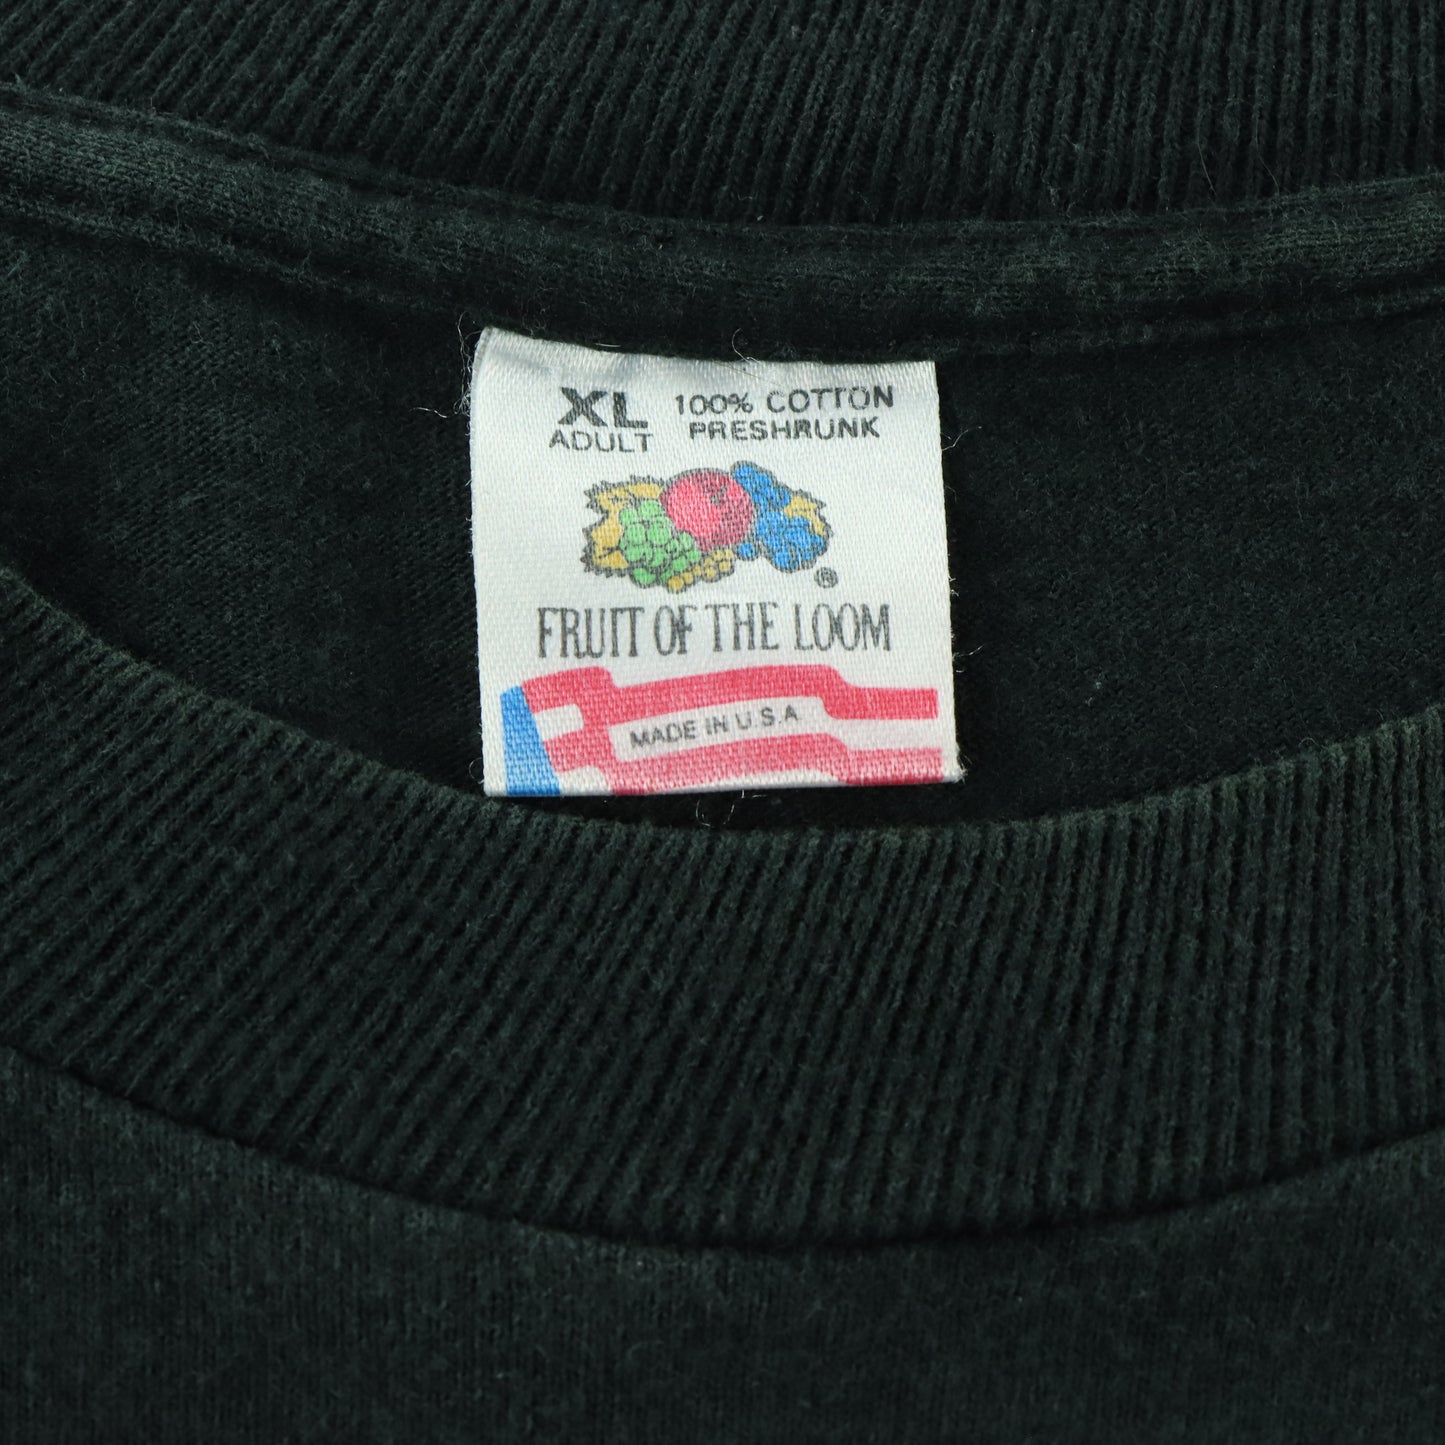 XL 100% COTTON
ADULT PRESHRUNK
®
FRUIT OF THE LOOM
MADE IN U.S.A